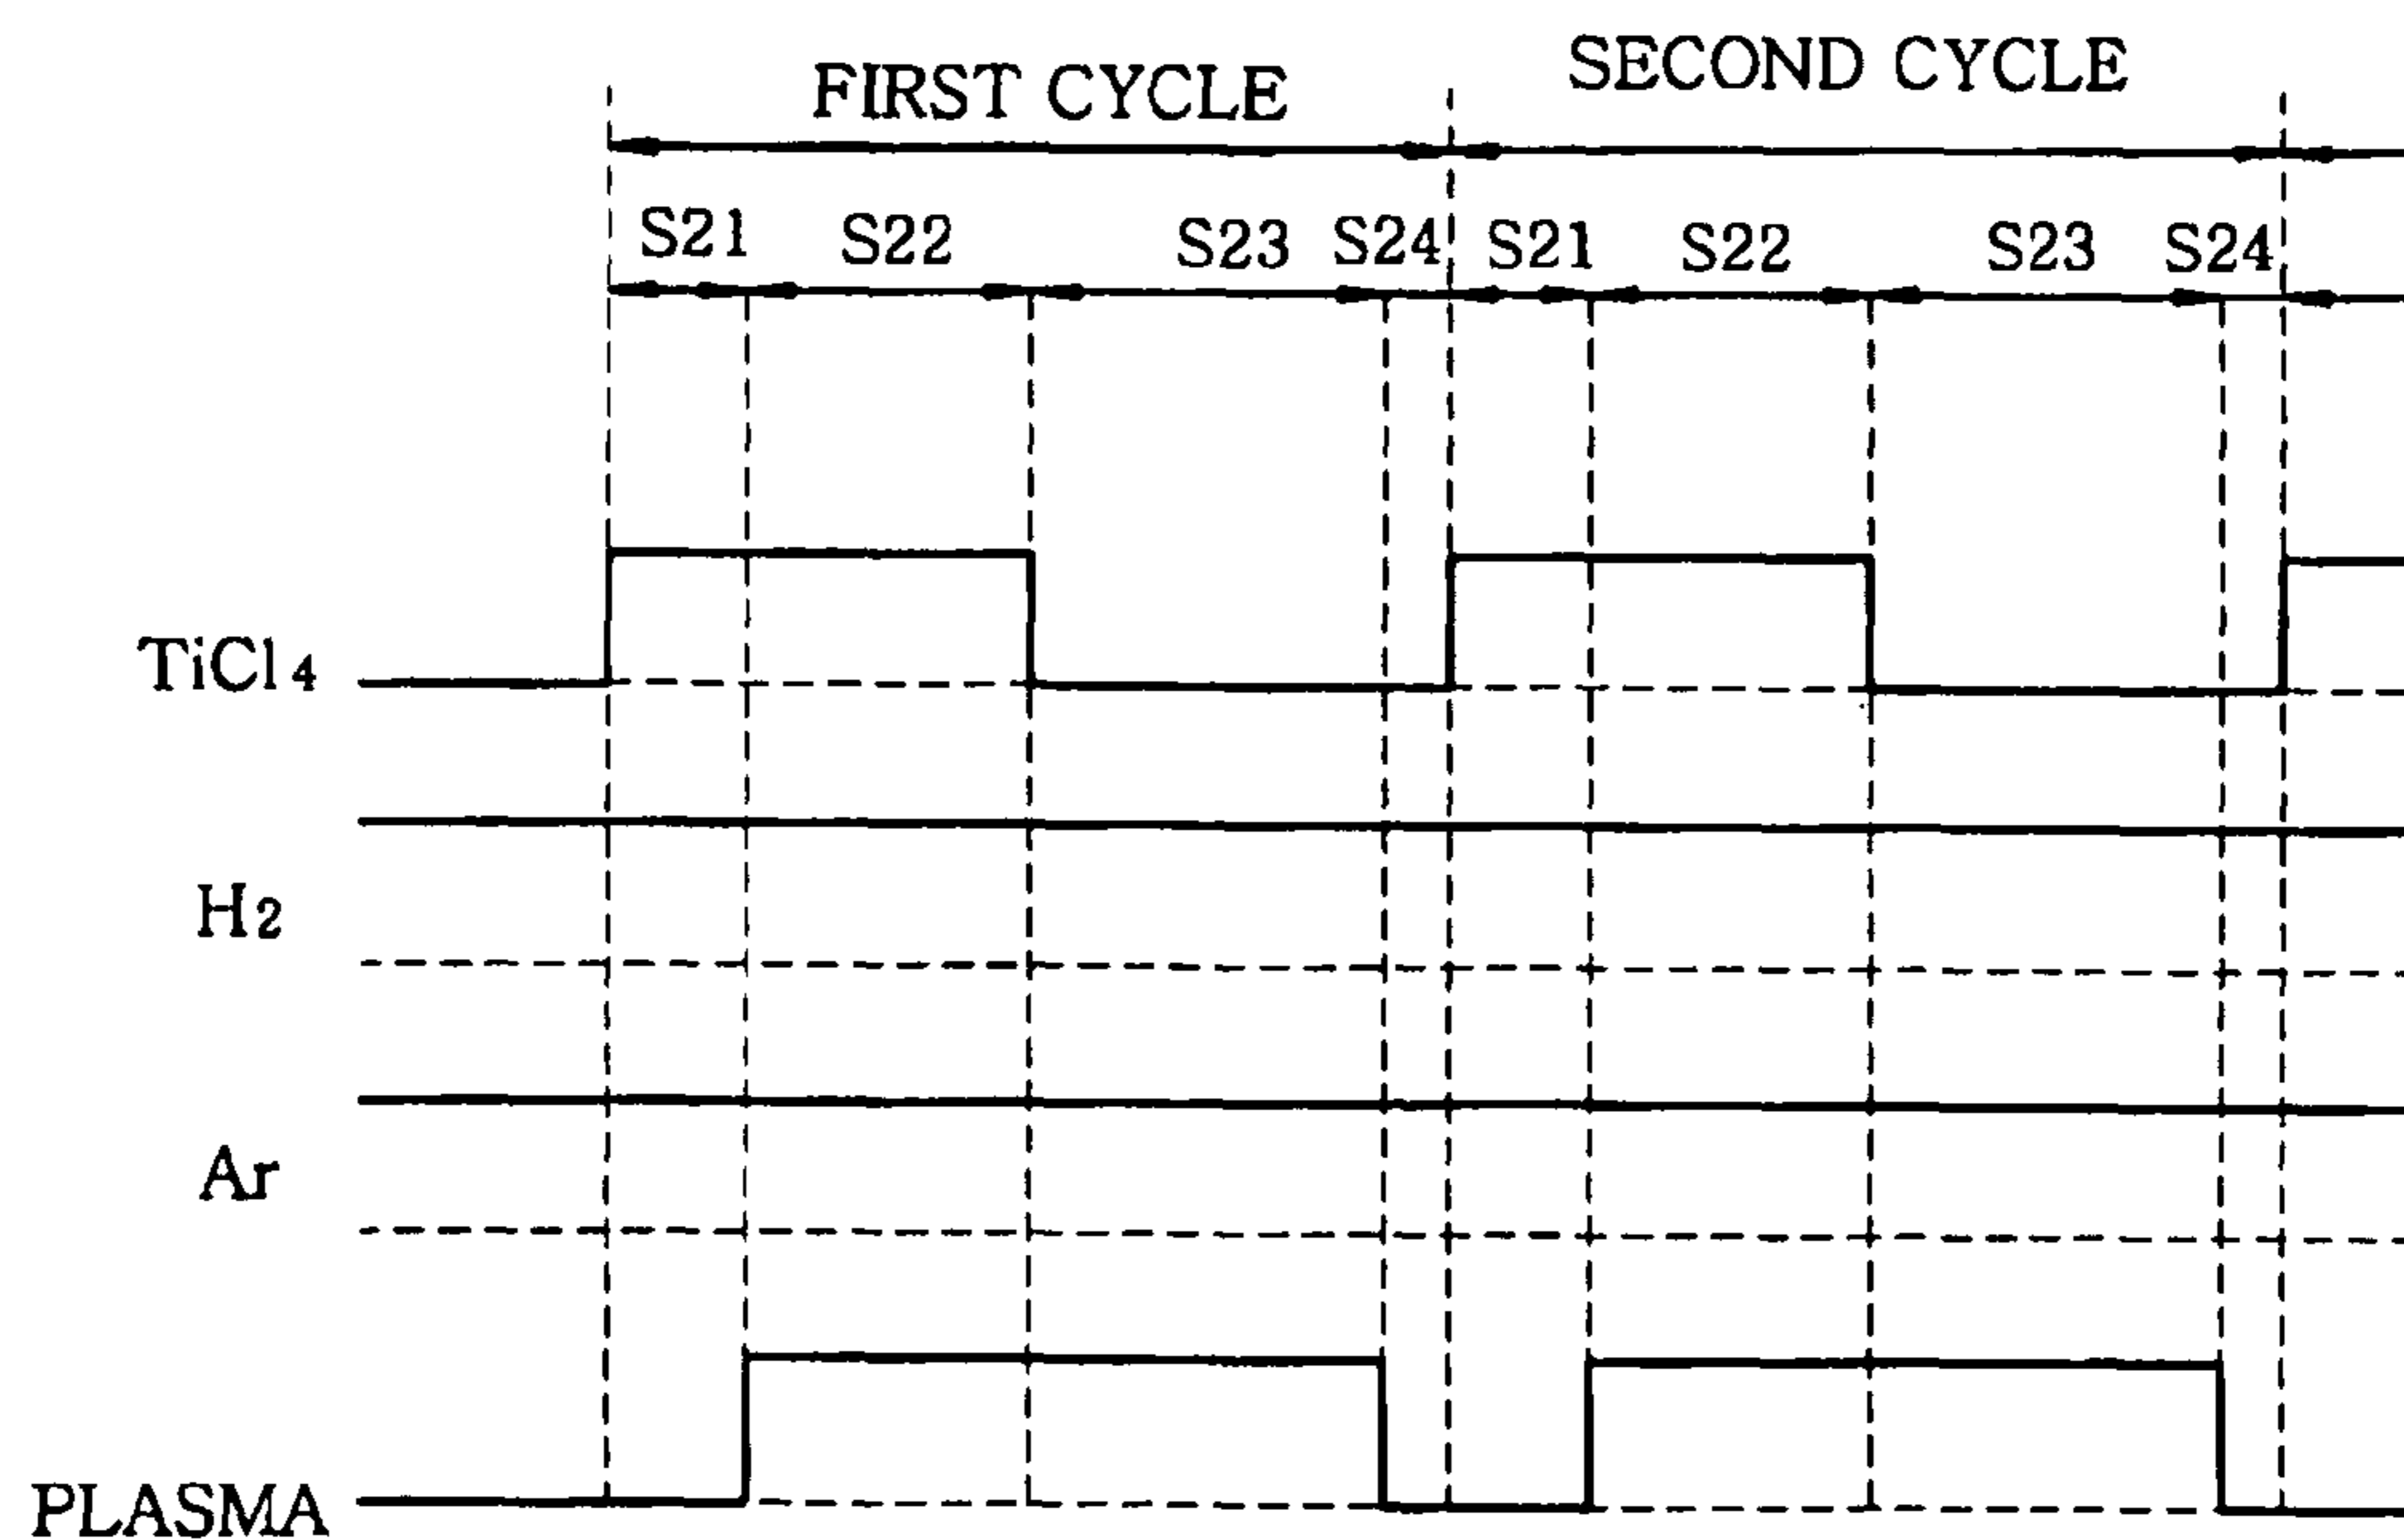 FIRST CYCLE SECOND CYCLE
S21 S22 S23 S24 S21 S22 S23 S24
TiCl4
H2
Ar
PLASMA